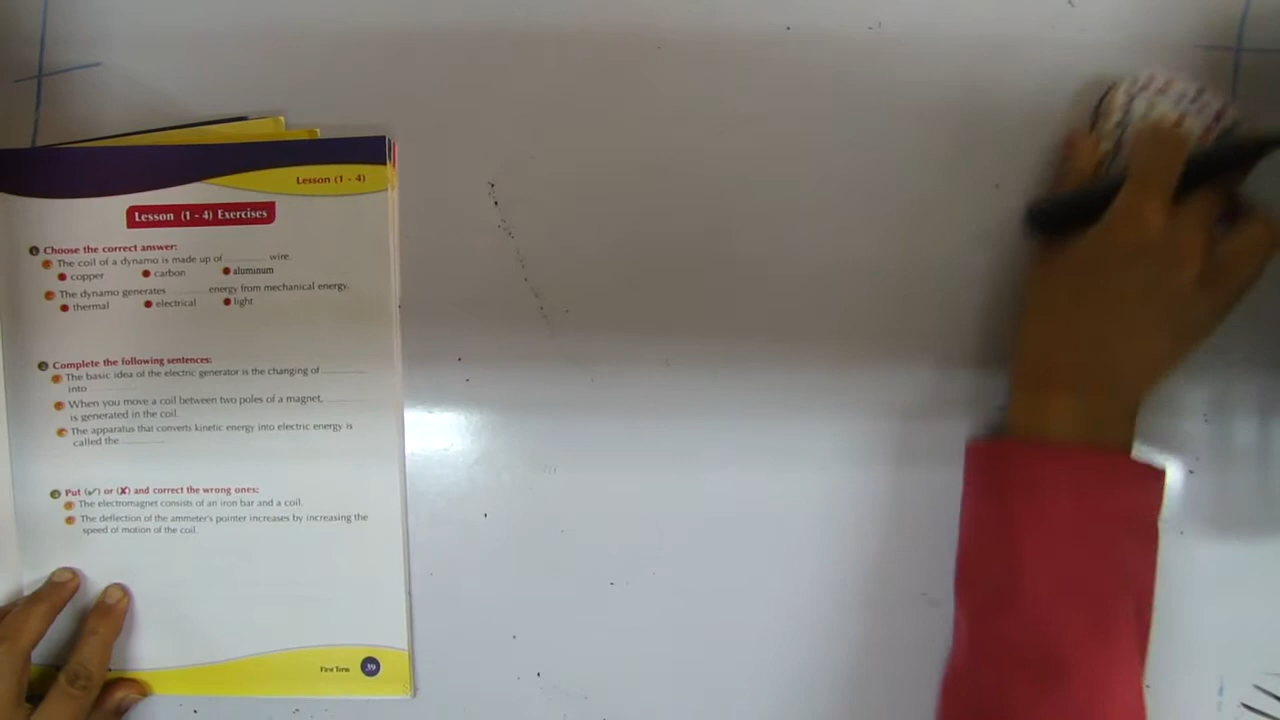 Lesson (1 - 4)
Lesson (1 - 4) Exercises
1 Choose the correct answer:
The coil of a dynamo is made up of ........ wire.
copper carbon aluminum
The dynamo generates ........ energy from mechanical energy.
thermal electrical light
2 Complete the following sentences:
The basic idea of the electric generator is the changing of ........
into ........
When you move a coil between two poles of a magnet, ........
is generated in the coil.
The apparatus that converts kinetic energy into electric energy is
called the ........
3 Put (✓) or (✗) and correct the wrong ones:
The electromagnet consists of an iron bar and a coil.
The deflection of the ammeter's pointer increases by increasing the
speed of motion of the coil.
First Term 39